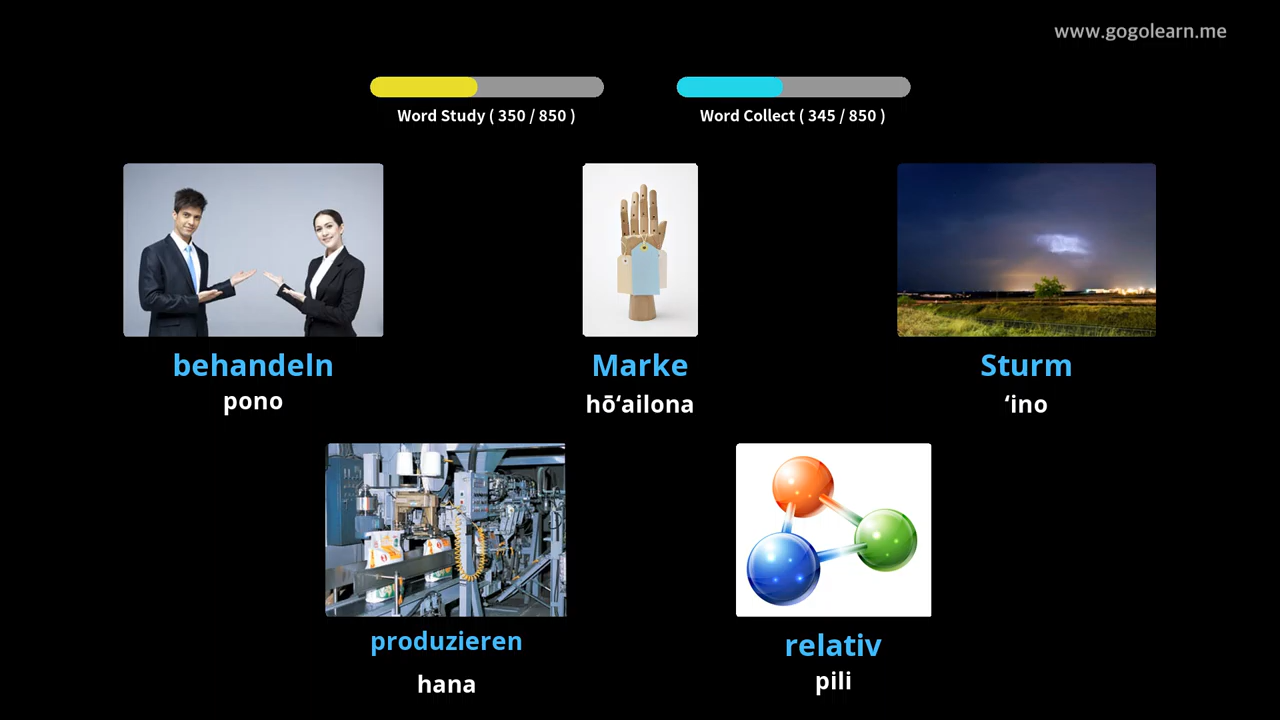 www.gogolearn.me
Word Study ( 350 / 850 )
Word Collect ( 345 / 850 )
behandeln
pono
Marke
hōʻailona
Sturm
ʻino
produzieren
hana
relativ
pili